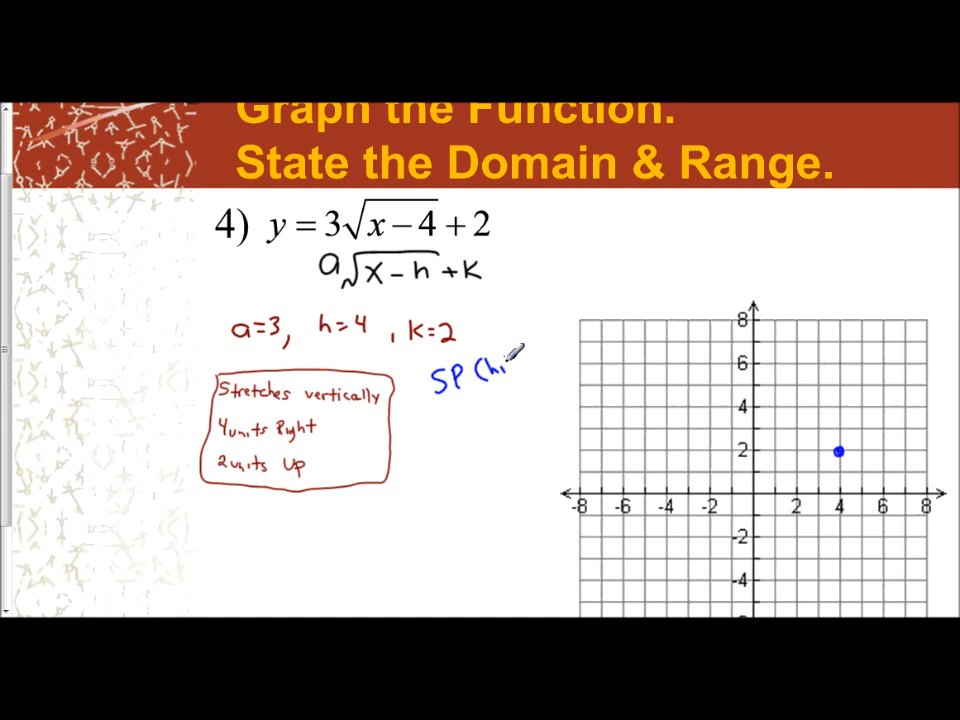 Graph the Function.
State the Domain & Range.
4) y = 3√x − 4 + 2
a√x − h + k
a=3, h=4, k=2
SP (h,
Stretches vertically
4 units Right
2 units Up
8
6
4
2
-8 -6 -4 -2 2 4 6 8
-2
-4